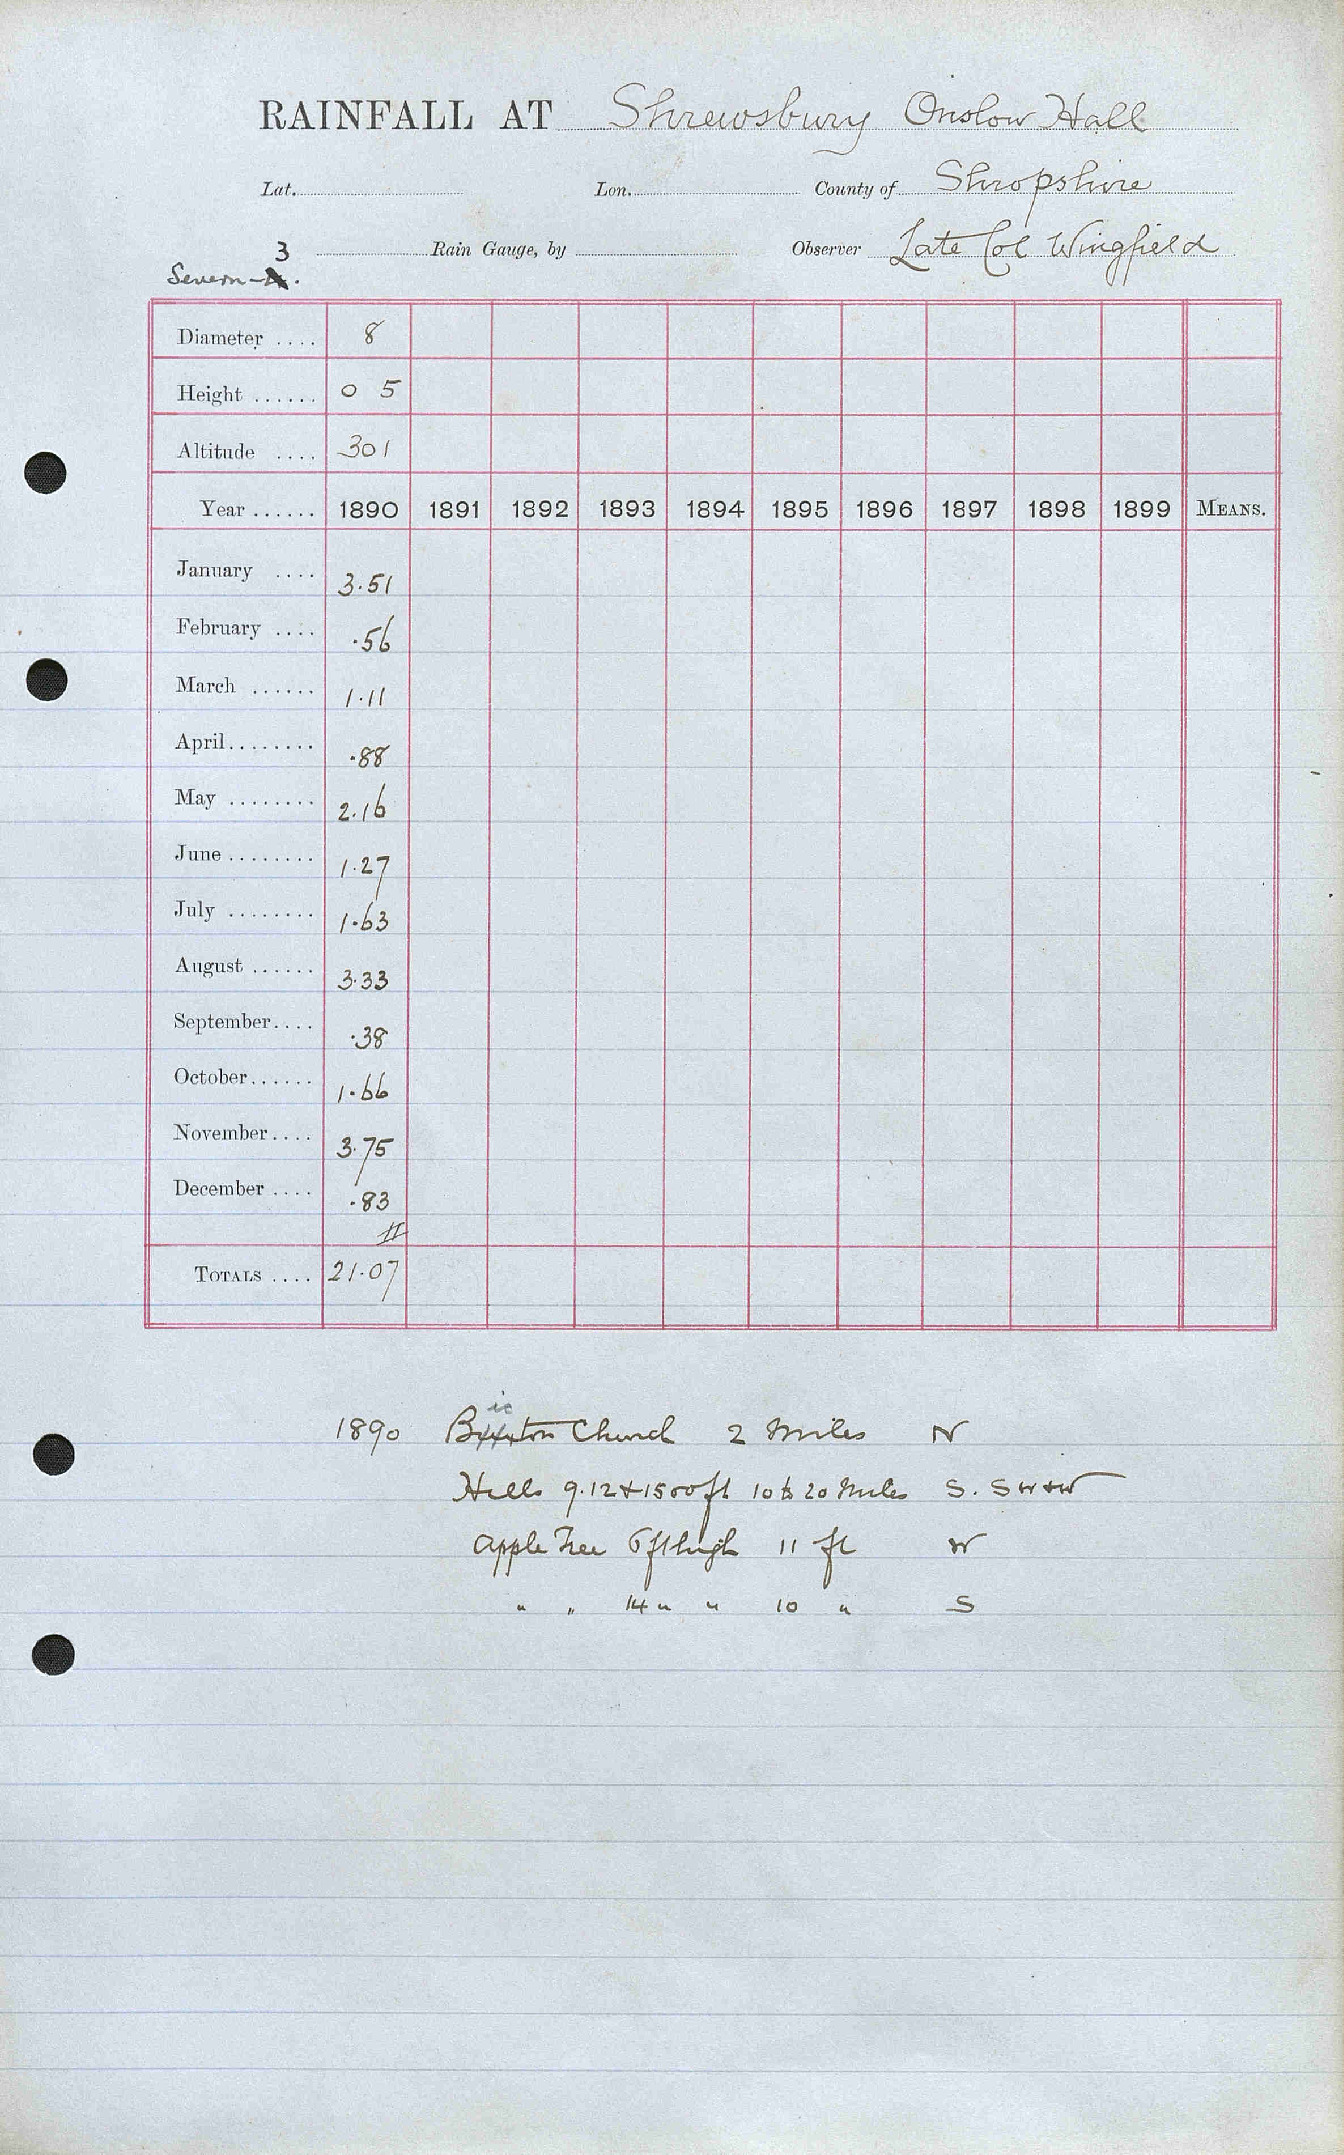 RAINFALL AT Shrewsbury Onslow Hall
Lat. Lon. County of Shropshire
3 Rain Gauge, by Observer Late Col Wingfield
Severn-
Diameter .... 8
Height ...... 0 5
Altitude .... 301
Year ...... 1890 1891 1892 1893 1894 1895 1896 1897 1898 1899 MEANS.
January .... 3.51
February .... .56
March ...... 1.11
April........ .88
May ........ 2.16
June ........ 1.27
July ........ 1.63
August ...... 3.33
September.... .38
October...... 1.66
November.... 3.75
December .... .83
TOTALS .... 21.07
1890 Bicton Church 2 Miles N
Hills 9.12 & 1500 ft 10 to 20 Miles S. SW & W
Apple Tree 6 ft high 11 ft W
" " 14 " " 10 " S